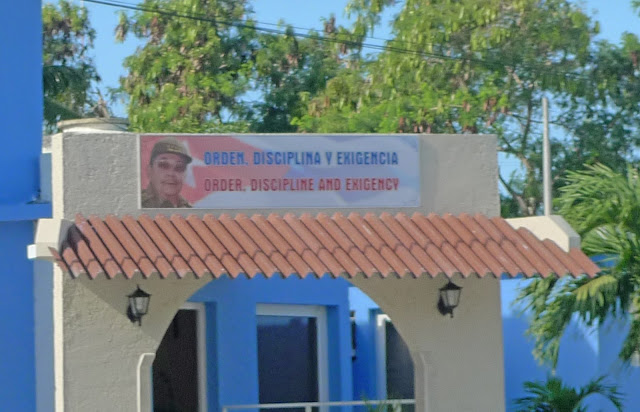 ORDEN, DISCIPLINA Y EXIGENCIA
ORDER, DISCIPLINE AND EXIGENCY